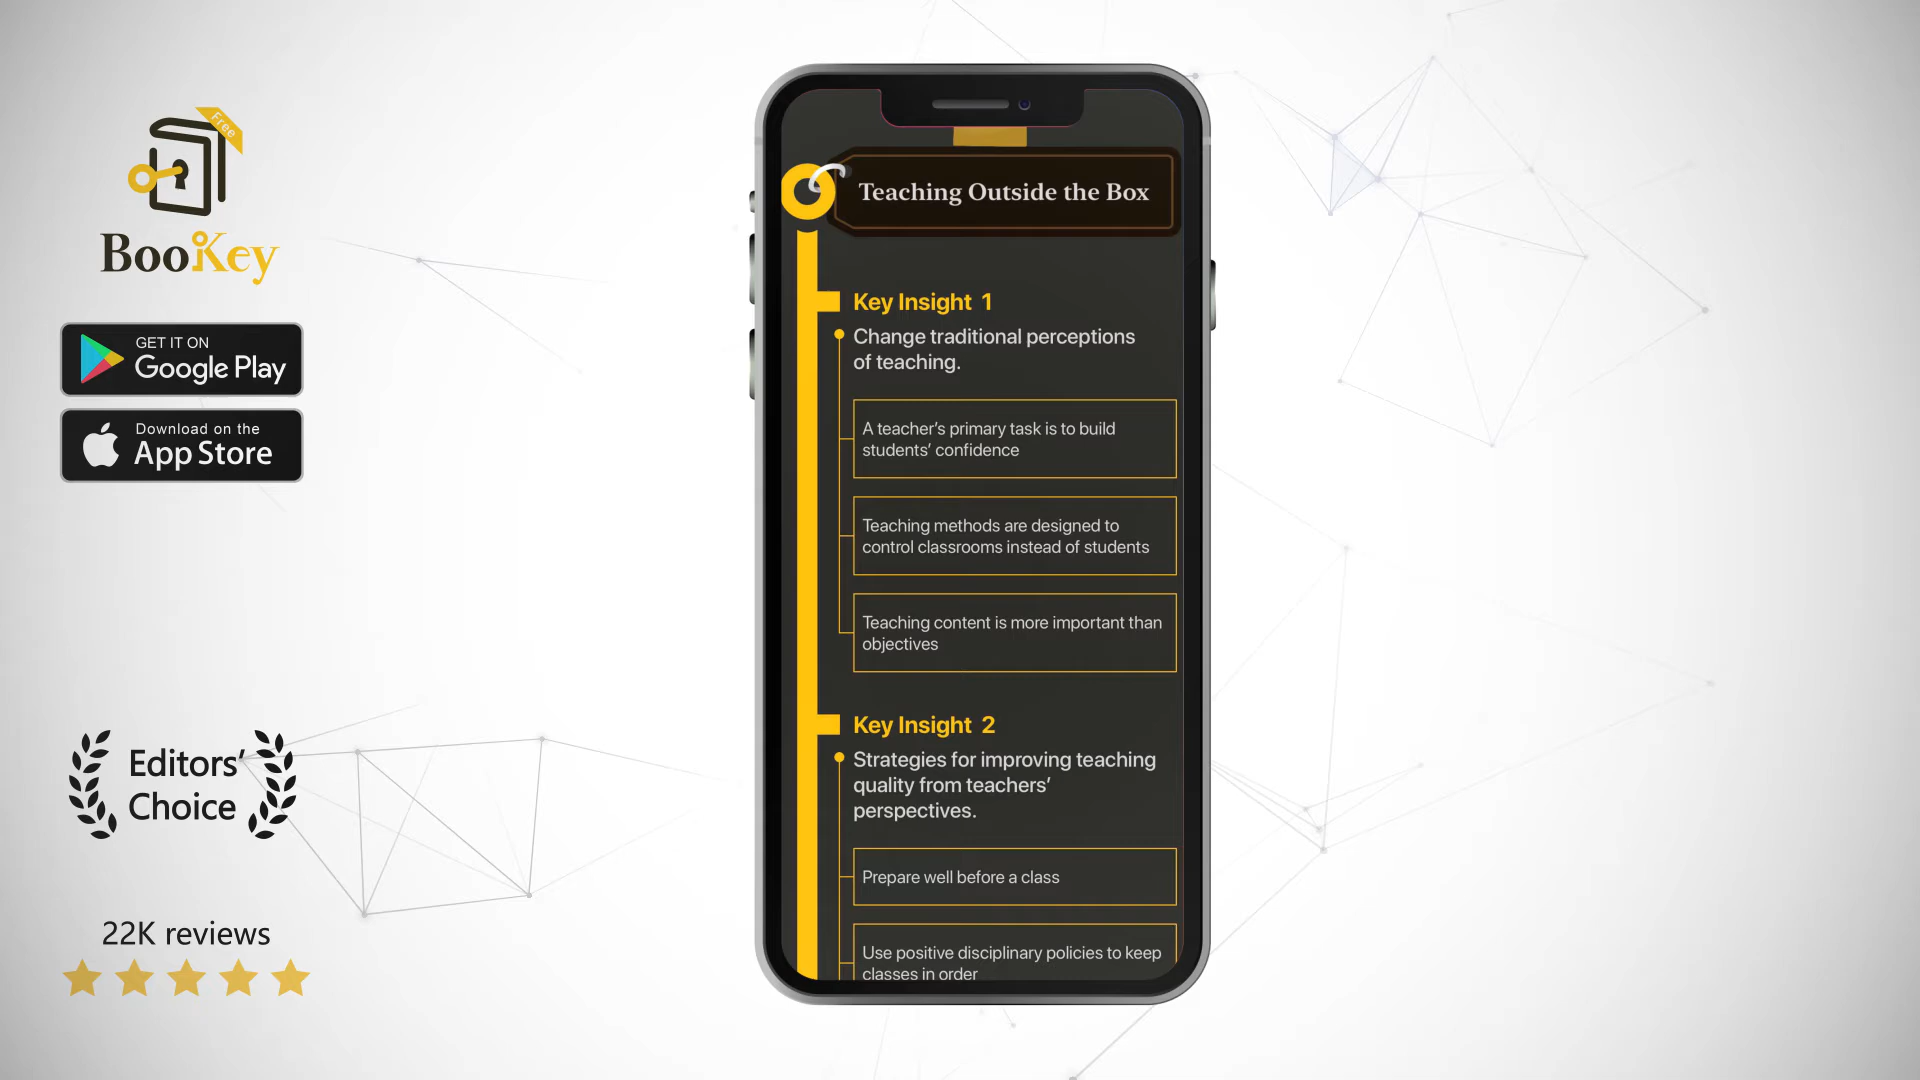 Free
BooKey
GET IT ON
Google Play
Download on the
App Store
Editors'
Choice
22K reviews
Teaching Outside the Box
Key Insight 1
Change traditional perceptions
of teaching.
A teacher's primary task is to build
students' confidence
Teaching methods are designed to
control classrooms instead of students
Teaching content is more important than
objectives
Key Insight 2
Strategies for improving teaching
quality from teachers'
perspectives.
Prepare well before a class
Use positive disciplinary policies to keep
classes in order